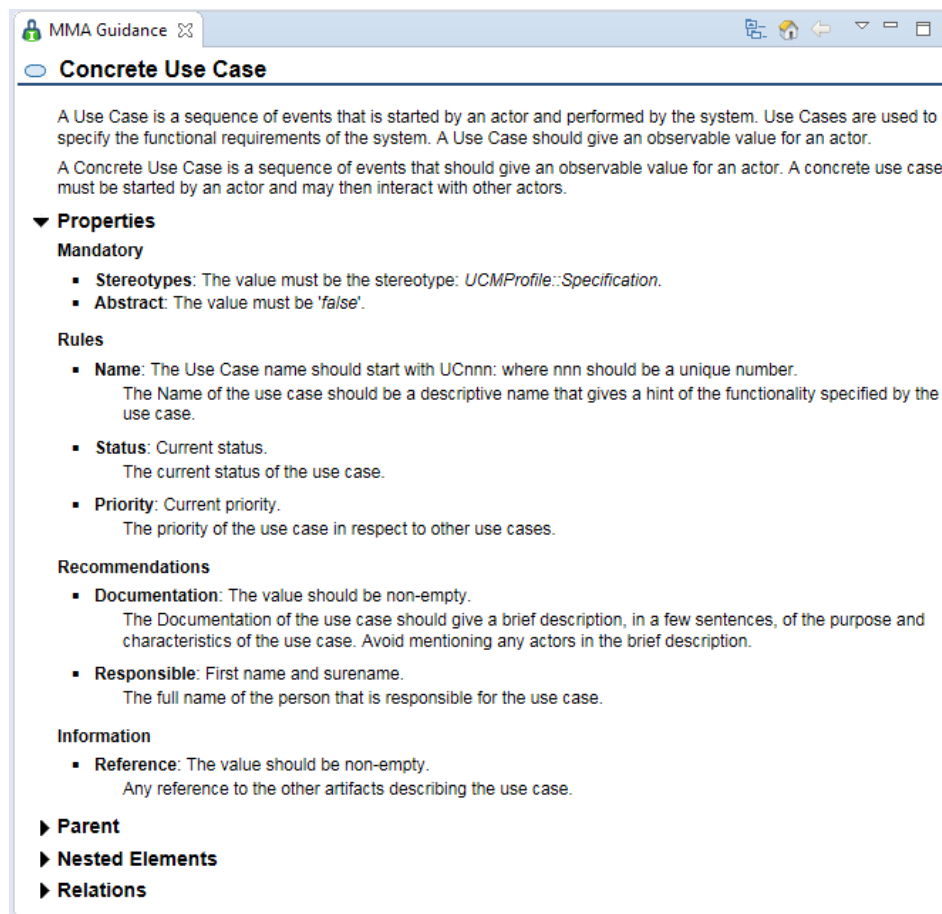 MMA Guidance
Concrete Use Case
A Use Case is a sequence of events that is started by an actor and performed by the system. Use Cases are used to
specify the functional requirements of the system. A Use Case should give an observable value for an actor.
A Concrete Use Case is a sequence of events that should give an observable value for an actor. A concrete use case
must be started by an actor and may then interact with other actors.
Properties
Mandatory
▪ Stereotypes: The value must be the stereotype: UCMProfile::Specification.
▪ Abstract: The value must be 'false'.
Rules
▪ Name: The Use Case name should start with UCnnn: where nnn should be a unique number.
The Name of the use case should be a descriptive name that gives a hint of the functionality specified by the
use case.
▪ Status: Current status.
The current status of the use case.
▪ Priority: Current priority.
The priority of the use case in respect to other use cases.
Recommendations
▪ Documentation: The value should be non-empty.
The Documentation of the use case should give a brief description, in a few sentences, of the purpose and
characteristics of the use case. Avoid mentioning any actors in the brief description.
▪ Responsible: First name and surename.
The full name of the person that is responsible for the use case.
Information
▪ Reference: The value should be non-empty.
Any reference to the other artifacts describing the use case.
Parent
Nested Elements
Relations